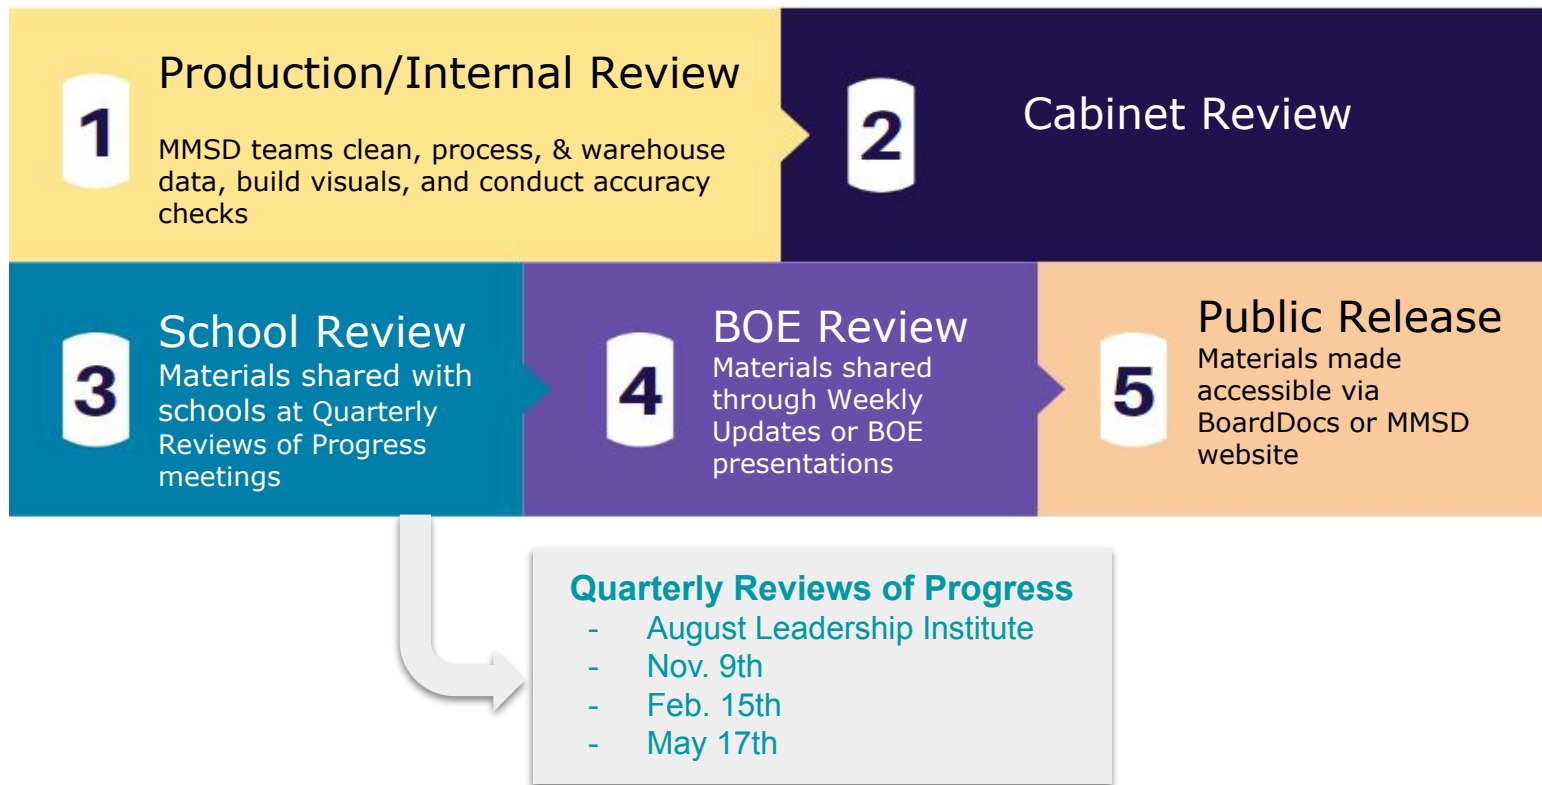 1
Production/Internal Review
MMSD teams clean, process, & warehouse
data, build visuals, and conduct accuracy
checks
2
Cabinet Review
3
School Review
Materials shared with
schools at Quarterly
Reviews of Progress
meetings
4
BOE Review
Materials shared
through Weekly
Updates or BOE
presentations
5
Public Release
Materials made
accessible via
BoardDocs or MMSD
website
Quarterly Reviews of Progress
- August Leadership Institute
- Nov. 9th
- Feb. 15th
- May 17th